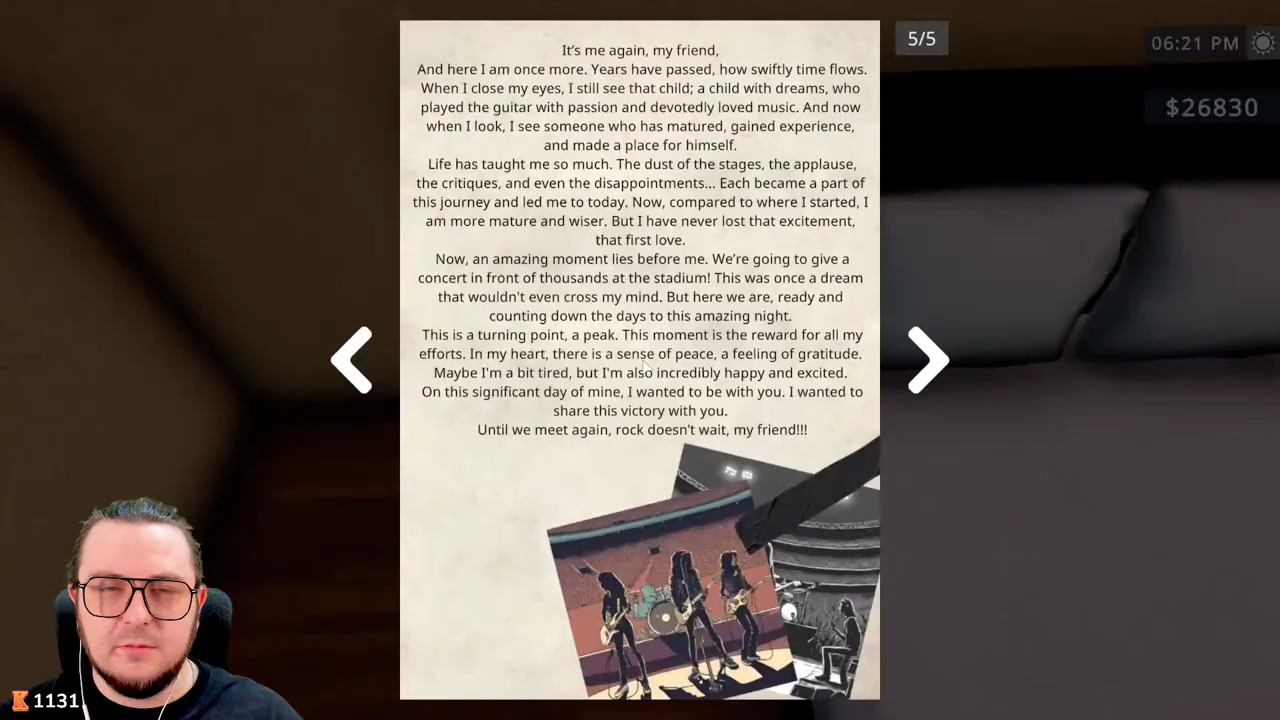 It's me again, my friend,
And here I am once more. Years have passed, how swiftly time flows.
When I close my eyes, I still see that child; a child with dreams, who
played the guitar with passion and devotedly loved music. And now
when I look, I see someone who has matured, gained experience,
and made a place for himself.
Life has taught me so much. The dust of the stages, the applause,
the critiques, and even the disappointments... Each became a part of
this journey and led me to today. Now, compared to where I started, I
am more mature and wiser. But I have never lost that excitement,
that first love.
Now, an amazing moment lies before me. We're going to give a
concert in front of thousands at the stadium! This was once a dream
that wouldn't even cross my mind. But here we are, ready and
counting down the days to this amazing night.
This is a turning point, a peak. This moment is the reward for all my
efforts. In my heart, there is a sense of peace, a feeling of gratitude.
Maybe I'm a bit tired, but I'm also incredibly happy and excited.
On this significant day of mine, I wanted to be with you. I wanted to
share this victory with you.
Until we meet again, rock doesn't wait, my friend!!!
5/5
06:21 PM
$26830
K 1131